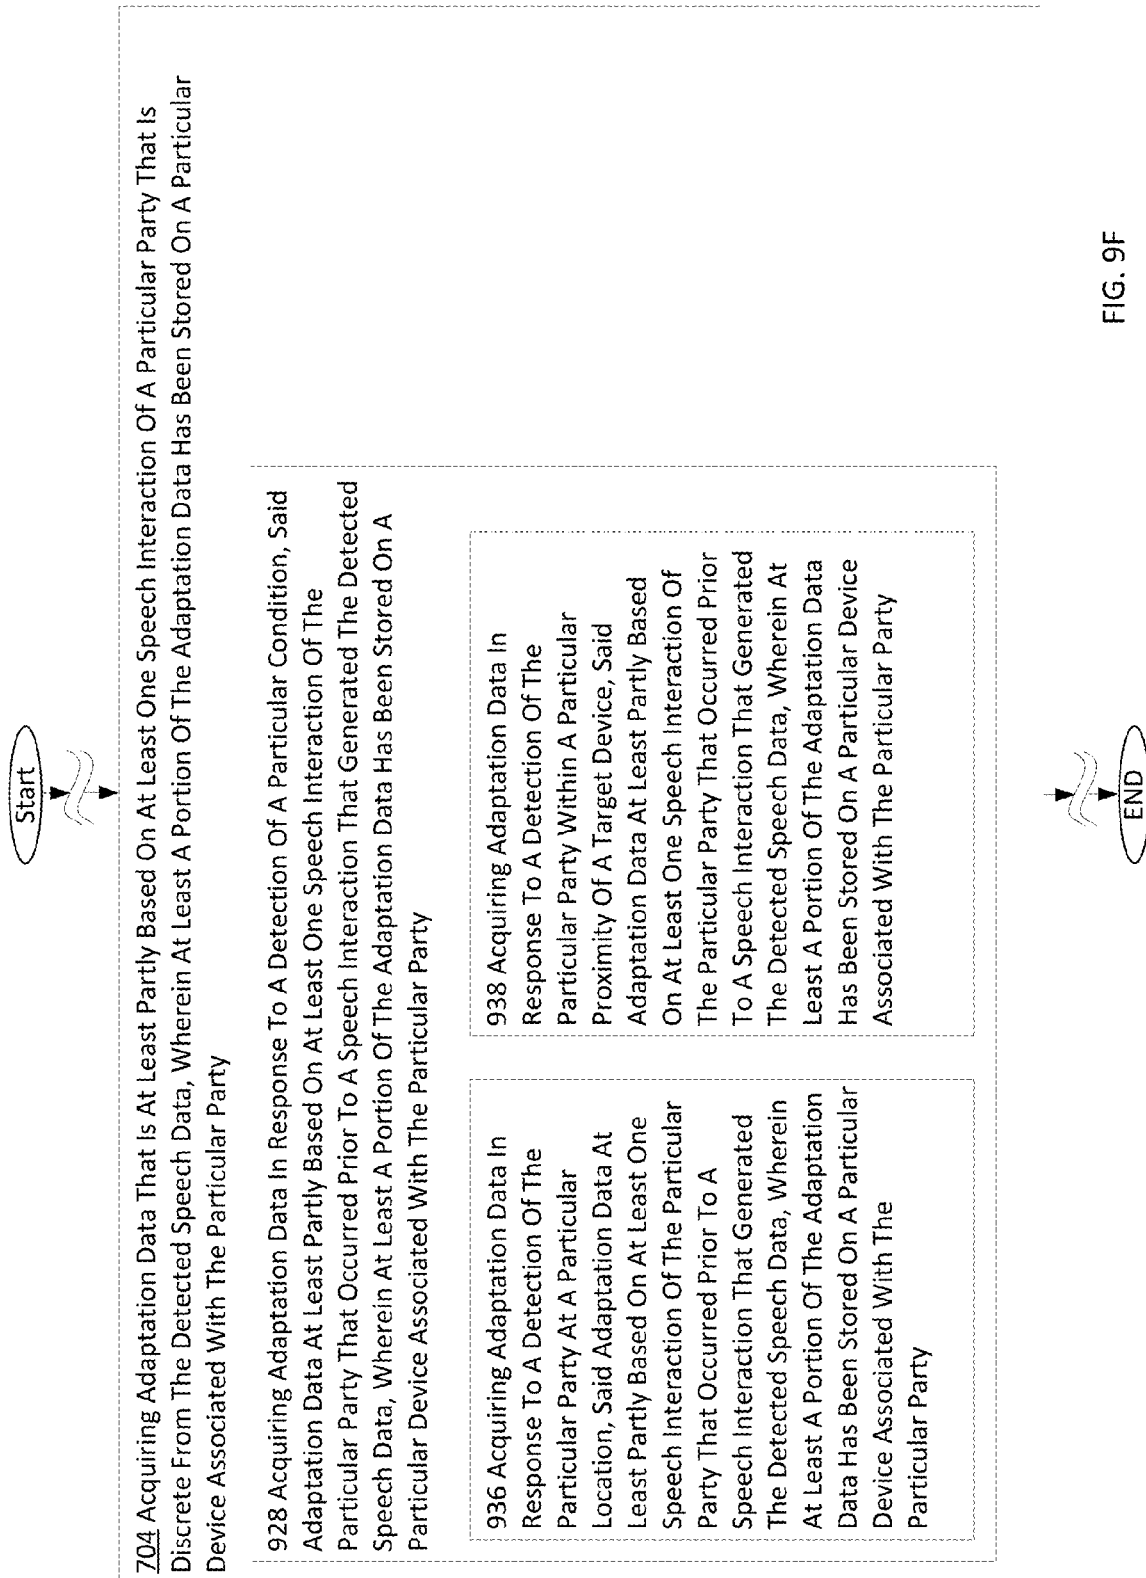 Start
704 Acquiring Adaptation Data That Is At Least Partly Based On At Least One Speech Interaction Of A Particular Party That Is
Discrete From The Detected Speech Data, Wherein At Least A Portion Of The Adaptation Data Has Been Stored On A Particular
Device Associated With The Particular Party
928 Acquiring Adaptation Data In Response To A Detection Of A Particular Condition, Said
Adaptation Data At Least Partly Based On At Least One Speech Interaction Of The
Particular Party That Occurred Prior To A Speech Interaction That Generated The Detected
Speech Data, Wherein At Least A Portion Of The Adaptation Data Has Been Stored On A
Particular Device Associated With The Particular Party
936 Acquiring Adaptation Data In
Response To A Detection Of The
Particular Party At A Particular
Location, Said Adaptation Data At
Least Partly Based On At Least One
Speech Interaction Of The Particular
Party That Occurred Prior To A
Speech Interaction That Generated
The Detected Speech Data, Wherein
At Least A Portion Of The Adaptation
Data Has Been Stored On A Particular
Device Associated With The
Particular Party
938 Acquiring Adaptation Data In
Response To A Detection Of The
Particular Party Within A Particular
Proximity Of A Target Device, Said
Adaptation Data At Least Partly Based
On At Least One Speech Interaction Of
The Particular Party That Occurred Prior
To A Speech Interaction That Generated
The Detected Speech Data, Wherein At
Least A Portion Of The Adaptation Data
Has Been Stored On A Particular Device
Associated With The Particular Party
END
FIG. 9F